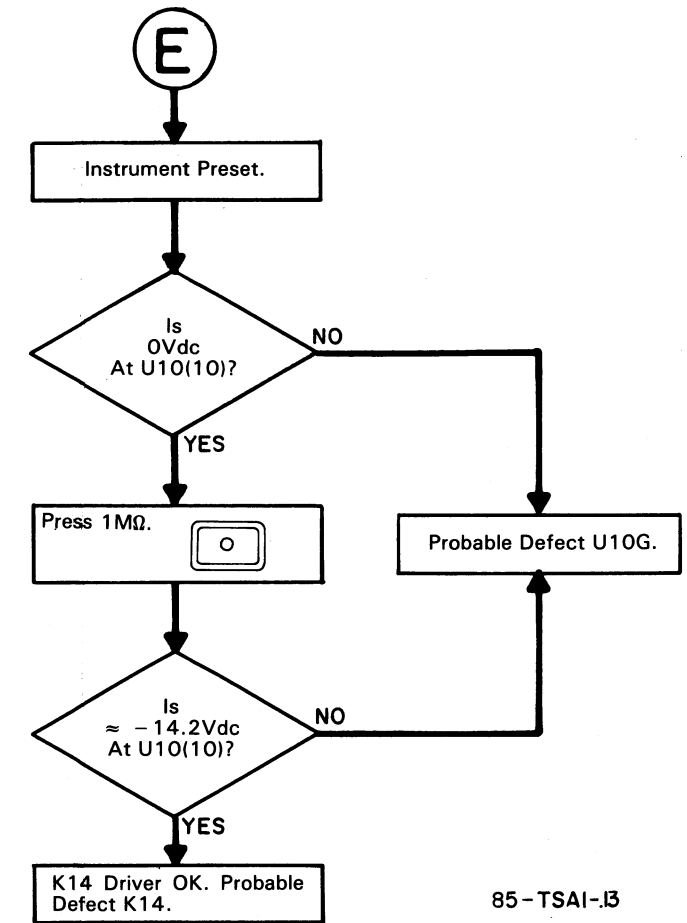 E
Instrument Preset.
Is
0Vdc
At U10(10)?
NO
YES
Press 1MΩ.
Probable Defect U10G.
Is
≈ −14.2Vdc
At U10(10)?
NO
YES
K14 Driver OK. Probable
Defect K14.
85-TSA1-13